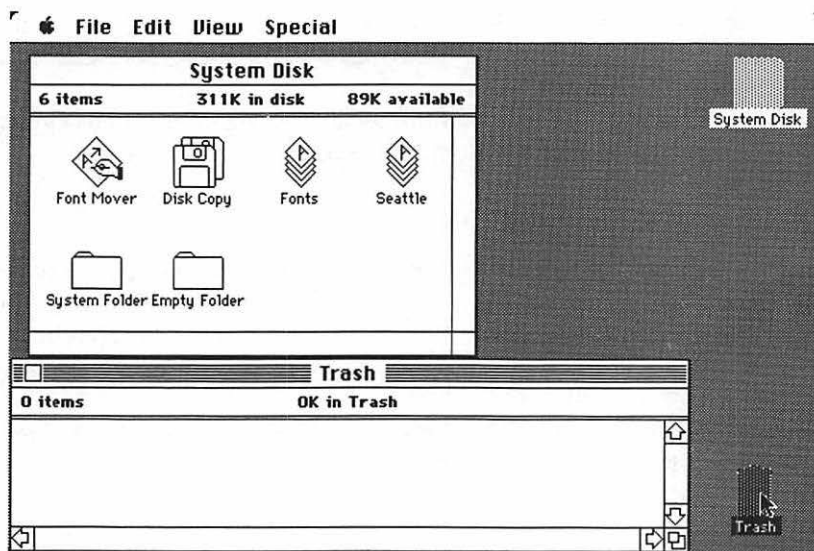 File Edit View Special
System Disk
6 items 311K in disk 89K available
Font Mover Disk Copy Fonts Seattle
System Folder Empty Folder
System Disk
Trash
0 items 0K in Trash
Trash